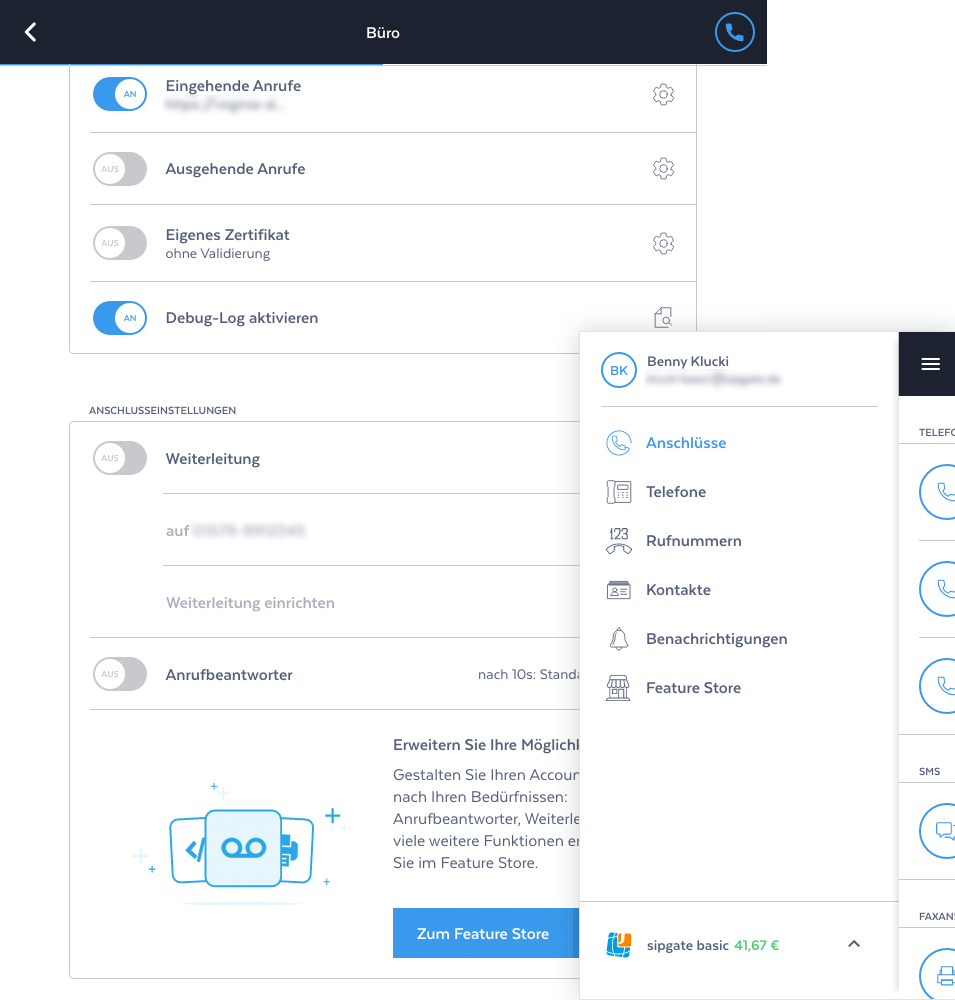 Büro
AN
Eingehende Anrufe
AUS
Ausgehende Anrufe
AUS
Eigenes Zertifikat
ohne Validierung
AN
Debug-Log aktivieren
ANSCHLUSSEINSTELLUNGEN
AUS
Weiterleitung
auf
Weiterleitung einrichten
AUS
Anrufbeantworter
nach 10s: Standa
Erweitern Sie Ihre Möglichk
Gestalten Sie Ihren Accoun
nach Ihren Bedürfnissen:
Anrufbeantworter, Weiterle
viele weitere Funktionen er
Sie im Feature Store.
Zum Feature Store
BK
Benny Klucki
Anschlüsse
Telefone
123
Rufnummern
Kontakte
Benachrichtigungen
Feature Store
sipgate basic 41,67 €
TELEFO
SMS
FAXANS